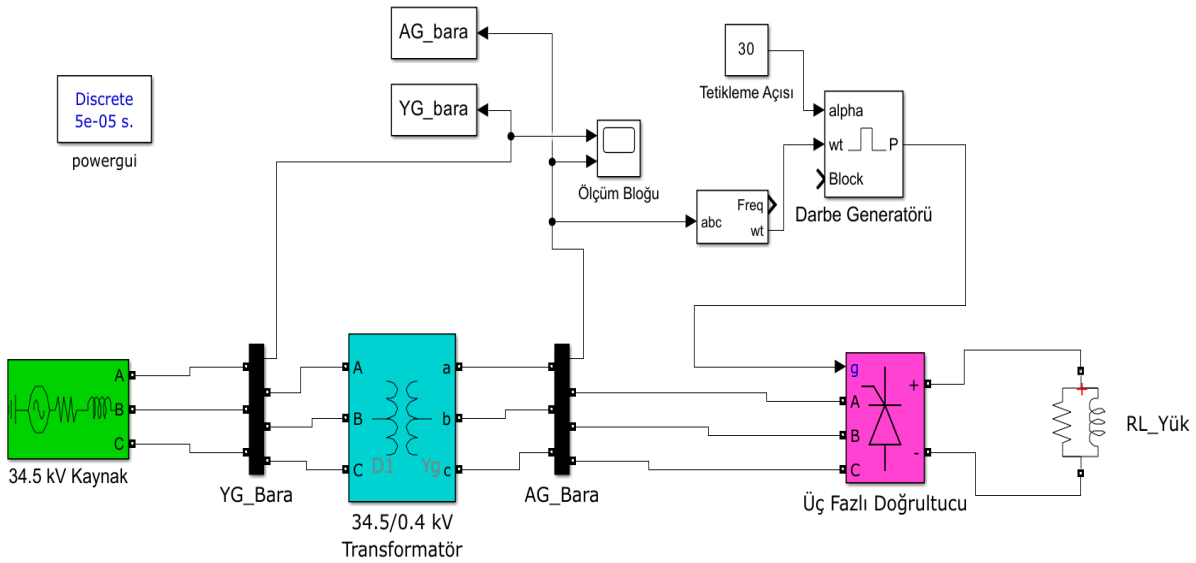 AG_bara
30
Tetikleme Açısı
Discrete
5e-05 s.
powergui
YG_bara
alpha
wt
P
Block
Darbe Generatörü
Ölçüm Bloğu
abc
Freq
wt
A
B
C
34.5 kV Kaynak
YG_Bara
A
B
C
D1
Yg
a
b
c
34.5/0.4 kV
Transformatör
AG_Bara
g
A
B
C
+
-
Üç Fazlı Doğrultucu
+
RL_Yük